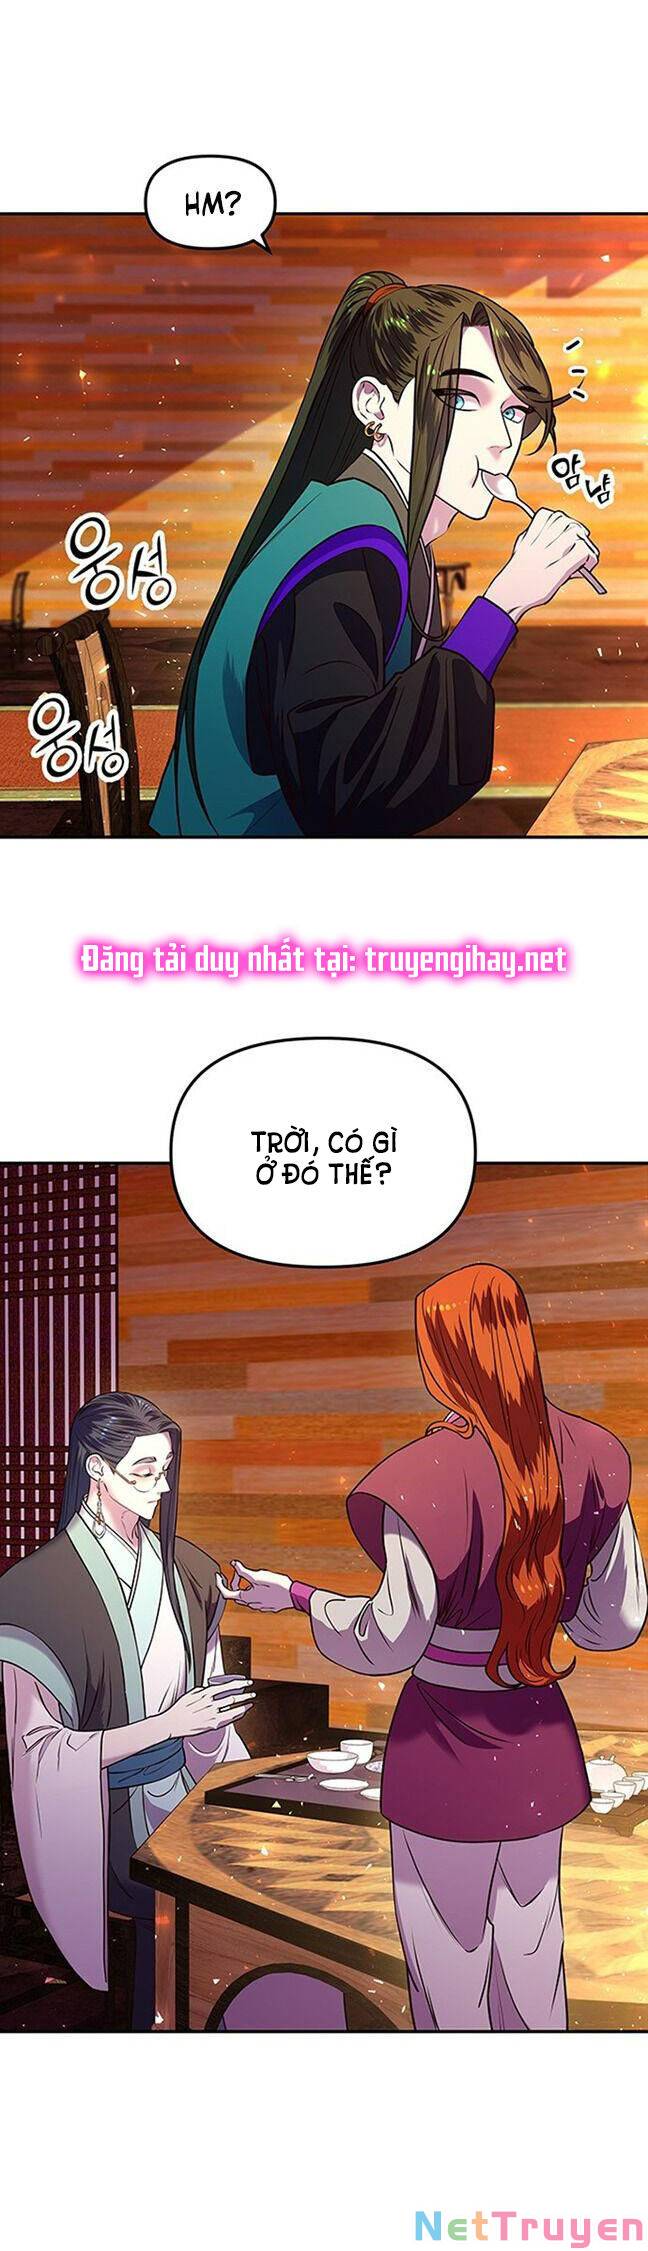 HM?
암냠
웅성
웅성
Đăng tải duy nhất tại: truyengihay.net
TRỜI, CÓ GÌ
Ở ĐÓ THẾ?
NetTruyen